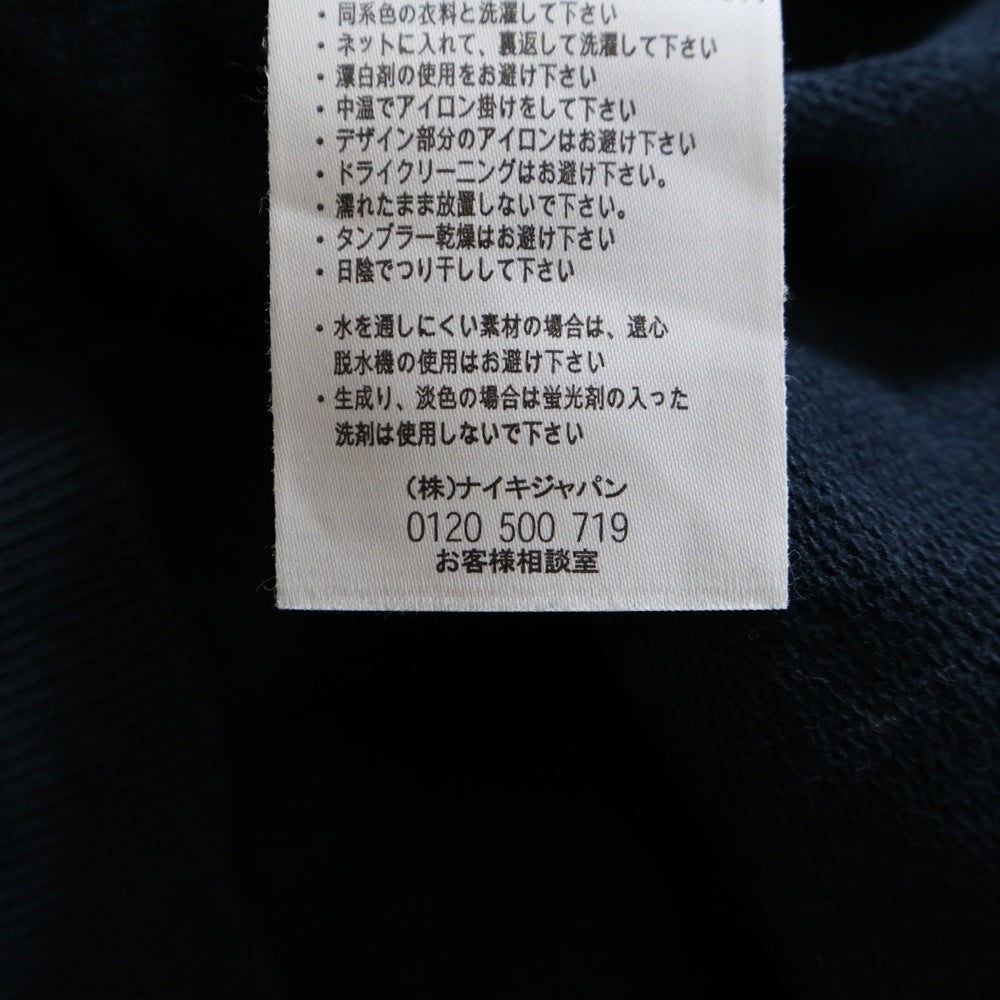 ・同系色の衣料と洗濯して下さい
・ネットに入れて、裏返して洗濯して下さい
・漂白剤の使用をお避け下さい
・中温でアイロン掛けをして下さい
・デザイン部分のアイロンはお避け下さい
・ドライクリーニングはお避け下さい。
・濡れたまま放置しないで下さい。
・タンブラー乾燥はお避け下さい
・日陰でつり干しして下さい
・水を通しにくい素材の場合は、遠心
脱水機の使用はお避け下さい
・生成り、淡色の場合は蛍光剤の入った
洗剤は使用しないで下さい
(株)ナイキジャパン
0120 500 719
お客様相談室